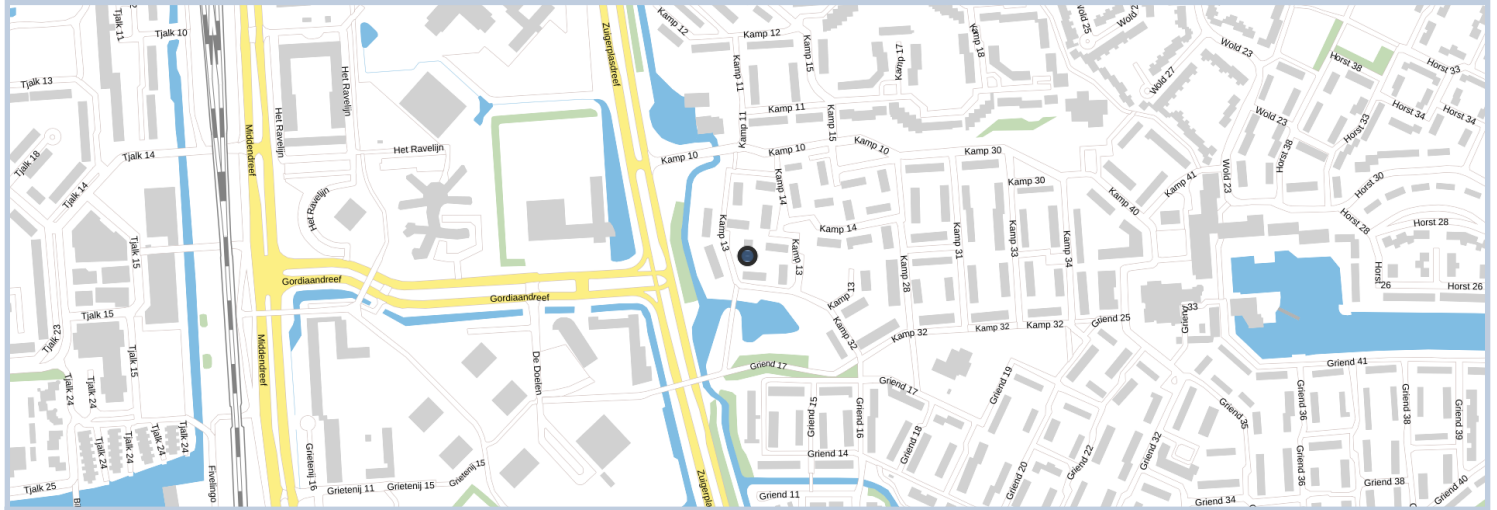 Kamp 12
Kamp 12
Tjalk 11
Tjalk 10
Zuigerplasdreef
Kamp 15
Kamp 17
Kamp 18
Wold 25
Wold 23
Horst 38
Horst 33
Tjalk 13
Het Ravelijn
Kamp 11
Wold 27
Kamp 11
Kamp 11
Kamp 15
Wold 23
Horst 34
Horst 34
Horst 33
Middendreef
Het Ravelijn
Het Ravelijn
Tjalk 14
Tjalk 18
Kamp 10
Kamp 10
Kamp 10
Kamp 30
Horst 38
Tjalk 14
Het Ravelijn
Kamp 14
Kamp 30
Kamp 41
Wold 23
Horst 30
Kamp 40
Horst 28
Horst 28
Kamp 13
Kamp 14
Kamp 31
Kamp 33
Kamp 34
Tjalk 15
Kamp 13
Kamp 28
Gordiaandreef
Gordiaandreef
Kamp 13
Horst 26
Horst 26
Tjalk 15
Tjalk 23
Griend 33
Griend 25
Kamp 32
Kamp 32
Kamp 32
Kamp 32
Middendreef
Tjalk 15
De Doelen
Griend 17
Griend 17
Griend 41
Tjalk 24
Tjalk 24
Griend 19
Griend 15
Griend 16
Griend 35
Griend 36
Griend 38
Griend 39
Tjalk 24
Tjalk 24
Tjalk 24
Tjalk 24
Griend 18
Griend 14
Griend 22
Griend 32
Griend 20
Griend 36
Fivelingo
Grietenij 16
Grietenij 11
Grietenij 15
Grietenij 15
Tjalk 25
Griend 11
Griend 34
Griend 38
Griend 40